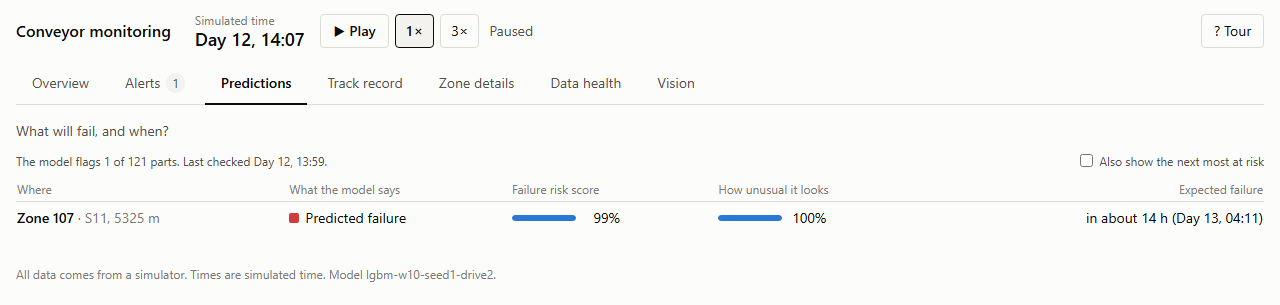 Conveyor monitoring
Simulated time
Day 12, 14:07
▶ Play 1× 3× Paused ? Tour
Overview Alerts 1 Predictions Track record Zone details Data health Vision
What will fail, and when?
The model flags 1 of 121 parts. Last checked Day 12, 13:59. Also show the next most at risk
Where What the model says Failure risk score How unusual it looks Expected failure
Zone 107 · S11, 5325 m Predicted failure 99% 100% in about 14 h (Day 13, 04:11)
All data comes from a simulator. Times are simulated time. Model lgbm-w10-seed1-drive2.